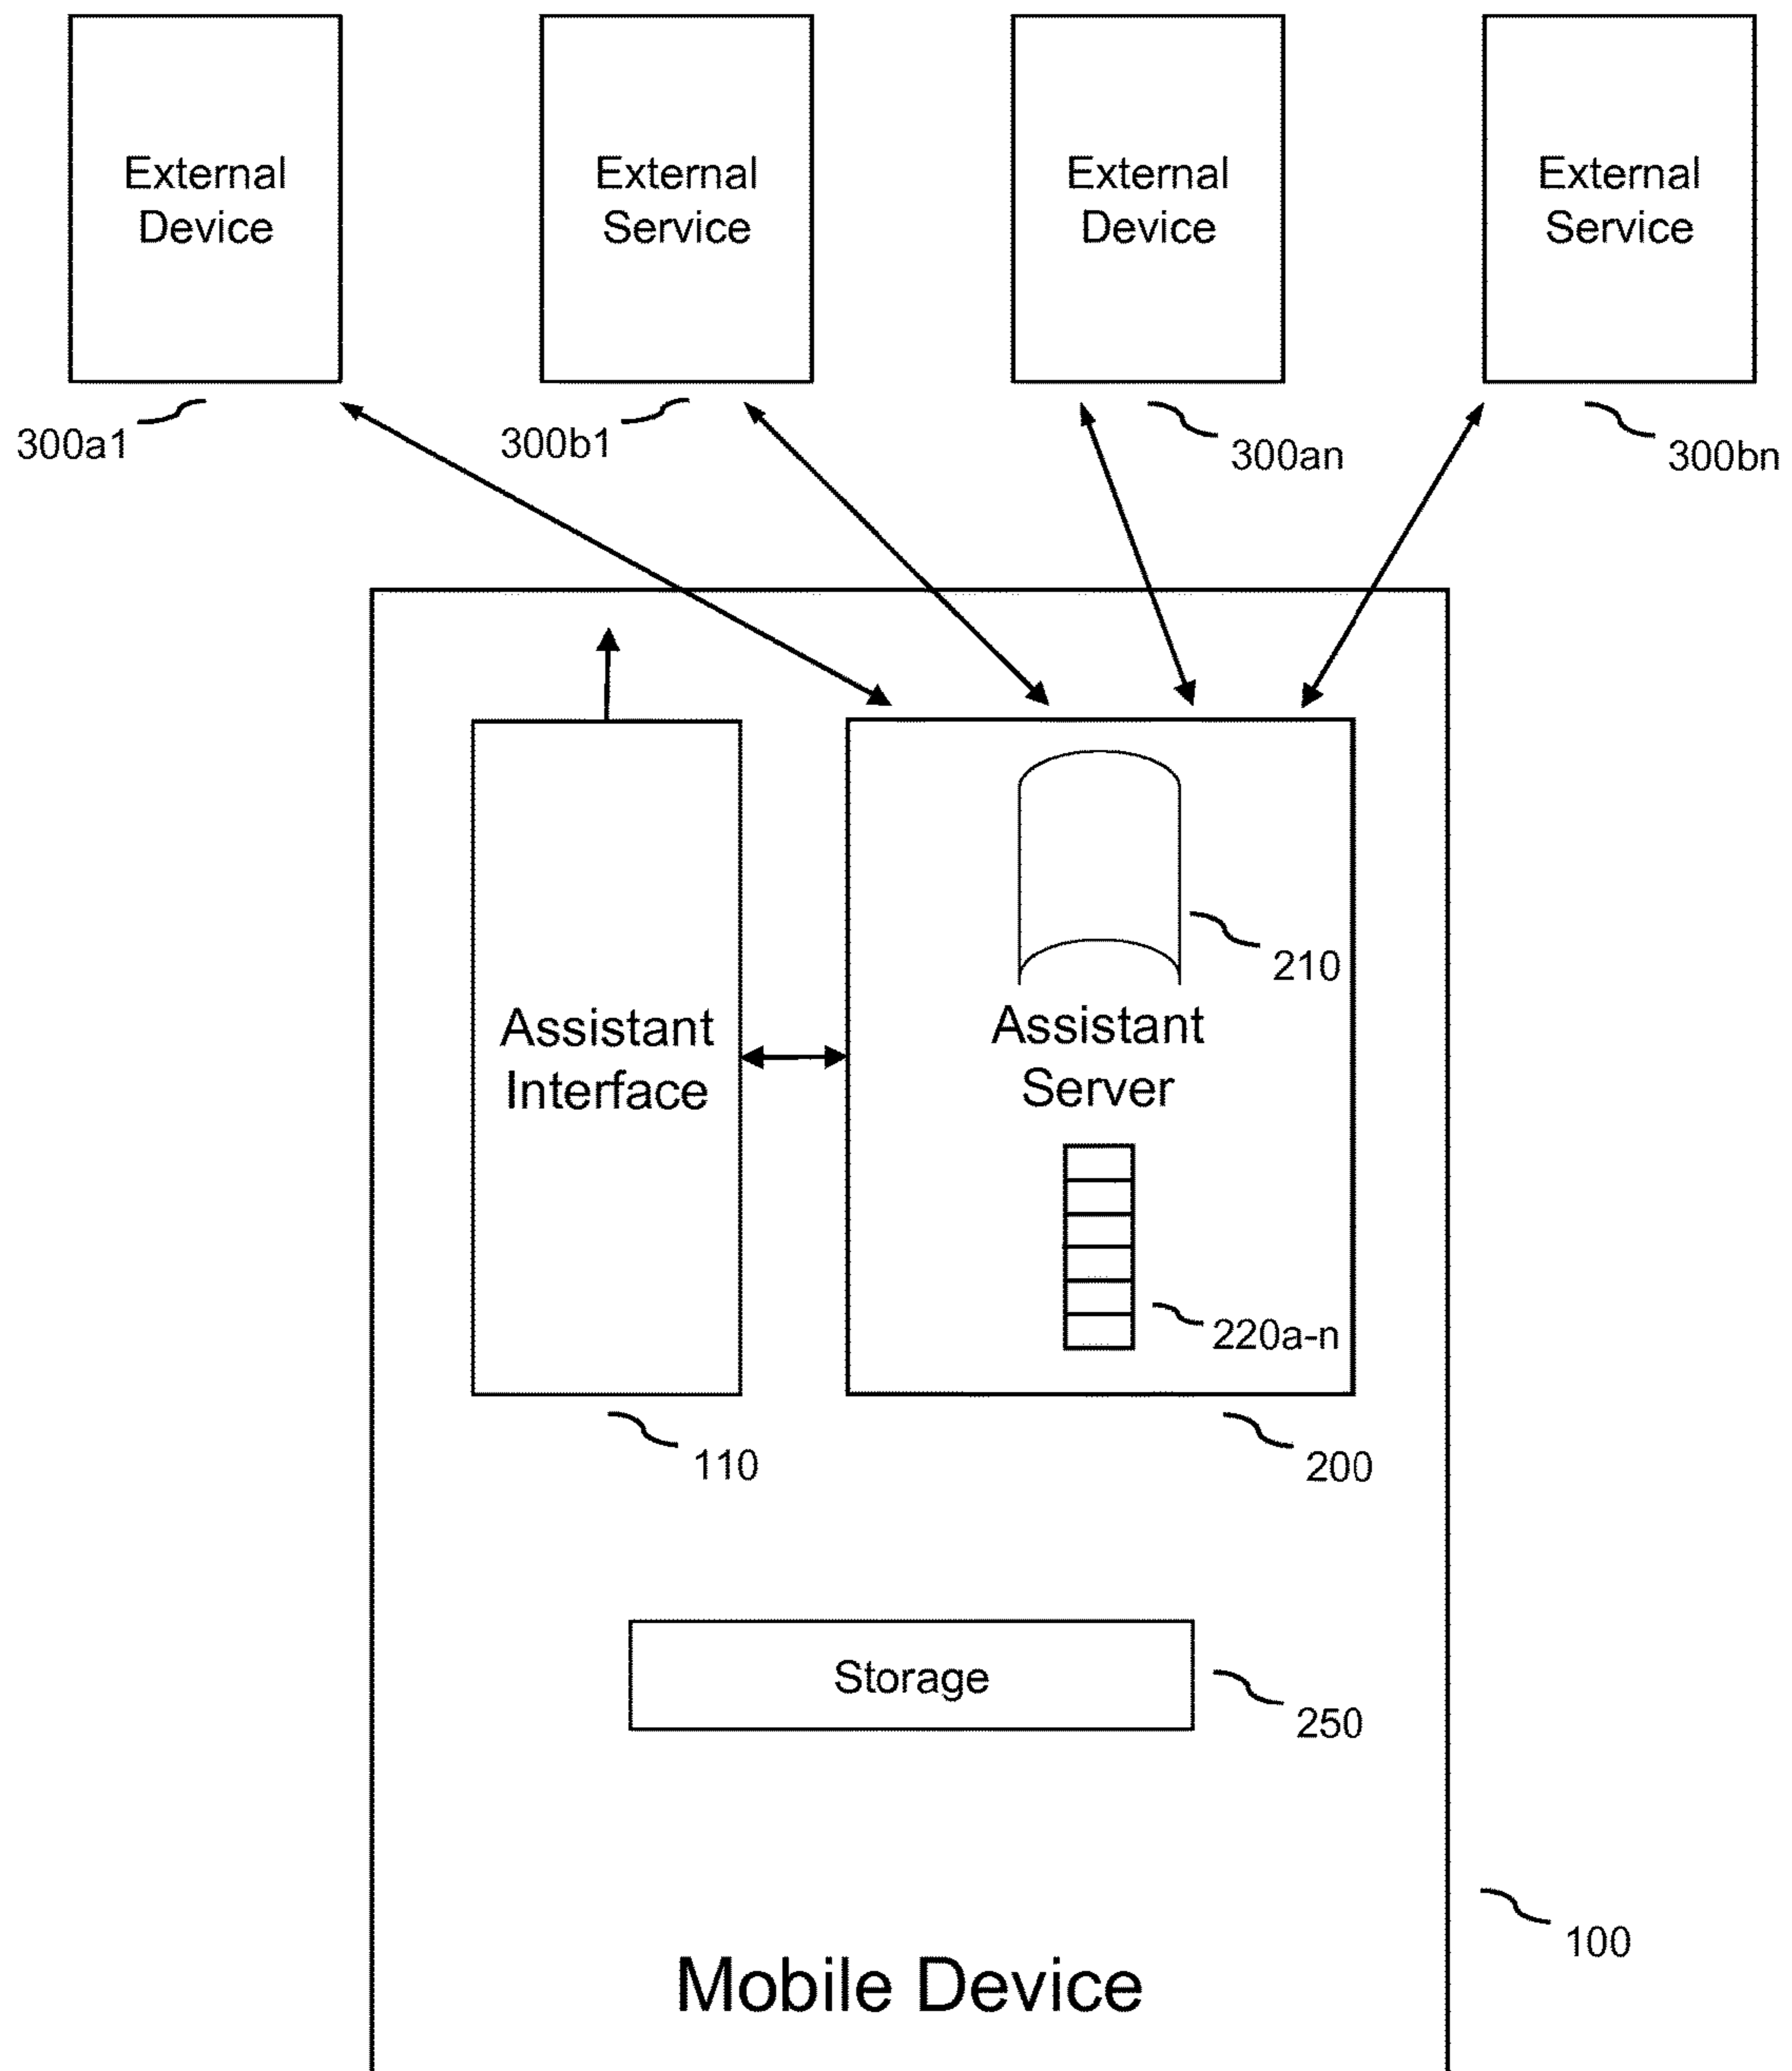 External
Device
External
Service
External
Device
External
Service
300a1
300b1
300an
300bn
210
Assistant
Interface
Assistant
Server
220a-n
110
200
Storage
250
100
Mobile Device